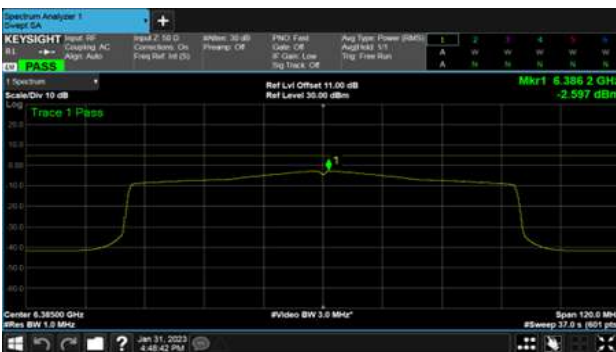 Spectrum Analyzer 1
Swept SA
+
KEYSIGHT
Input: RF
Coupling: AC
Align: Auto
Input Z: 50 Ω
Corrections: On
Freq Ref: Int (S)
#Atten: 30 dB
Preamp: Off
PNO: Fast
Gate: Off
IF Gain: Low
Sig Track: Off
Avg Type: Power (RMS)
Avg|Hold: 1/1
Trig: Free Run
1 2 3 4 5 6
A W W W W W
A N N N N N
PASS
1 Spectrum
Scale/Div 10 dB
Ref Lvl Offset 11.00 dB
Ref Level 30.00 dBm
Mkr1 6.386 2 GHz
-2.597 dBm
Log
Trace 1 Pass
20.0
10.0
0.00
-10.0
-20.0
-30.0
-40.0
-50.0
-60.0
1
Center 6.38500 GHz
#Res BW 1.0 MHz
#Video BW 3.0 MHz*
Span 120.0 MHz
#Sweep 37.0 s (601 pts
Jan 31, 2023
4:48:42 PM